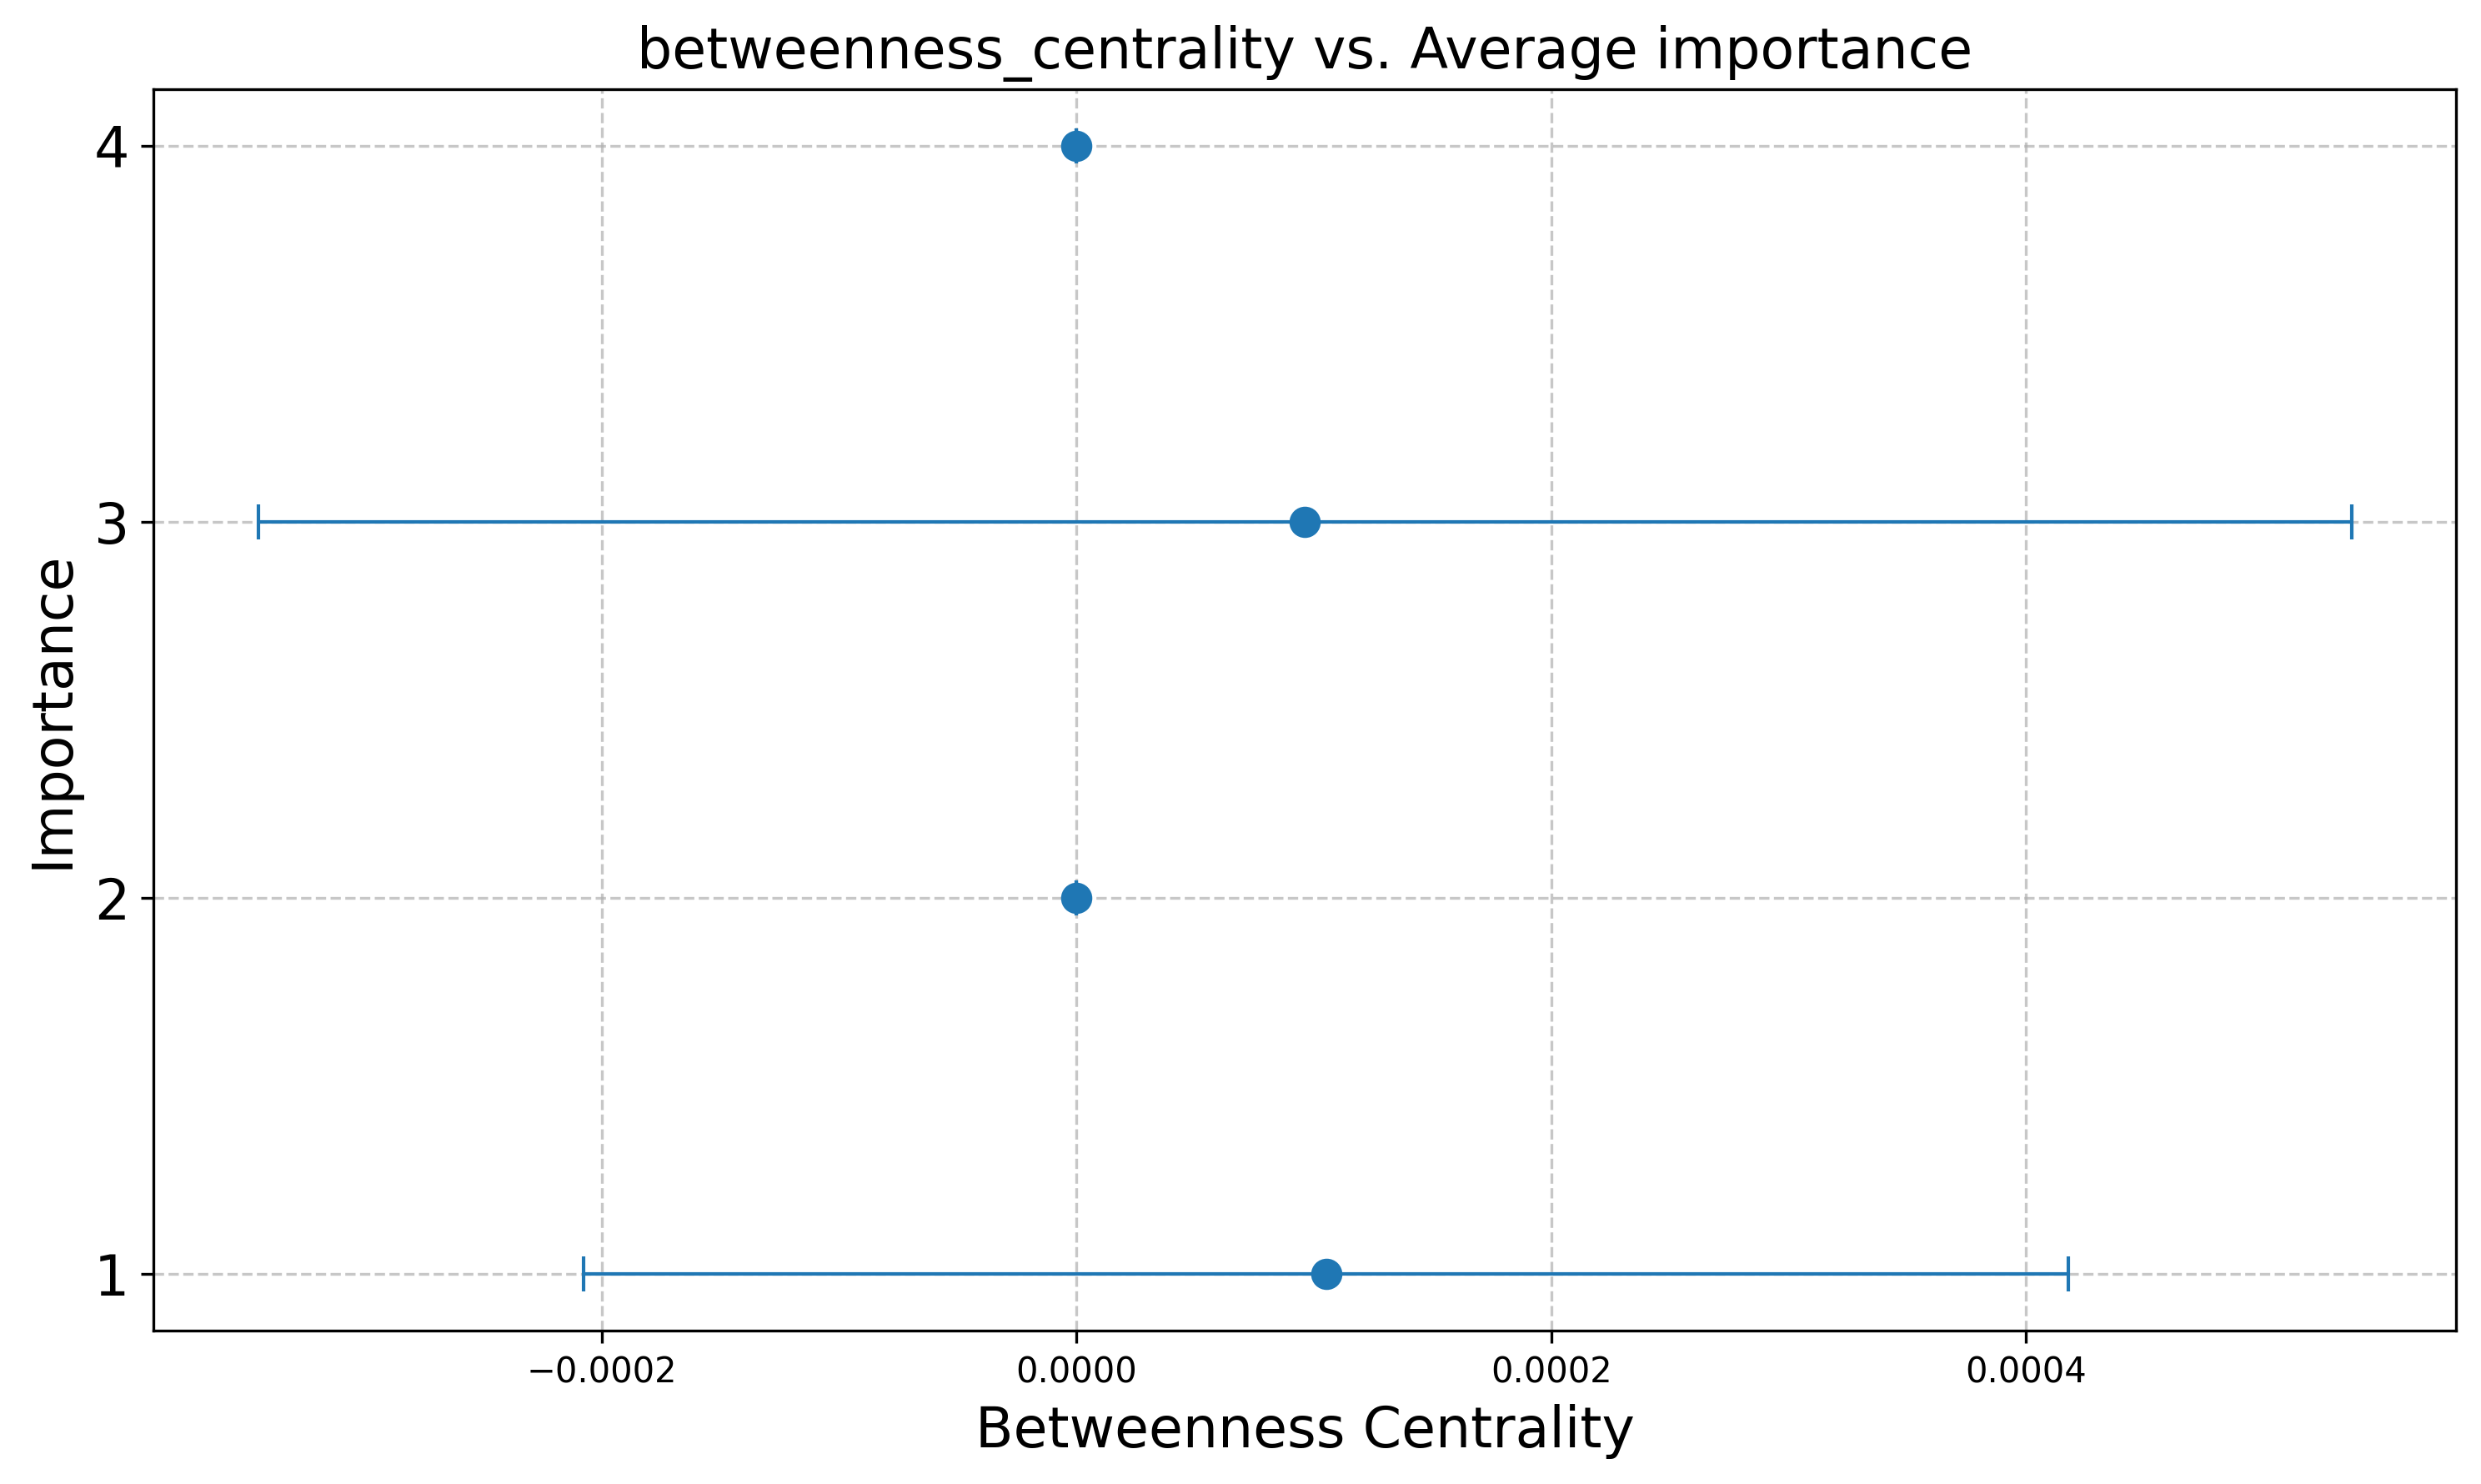 betweenness_centrality vs. Average importance
4
3
2
1
Importance
−0.0002
0.0000
0.0002
0.0004
Betweenness Centrality